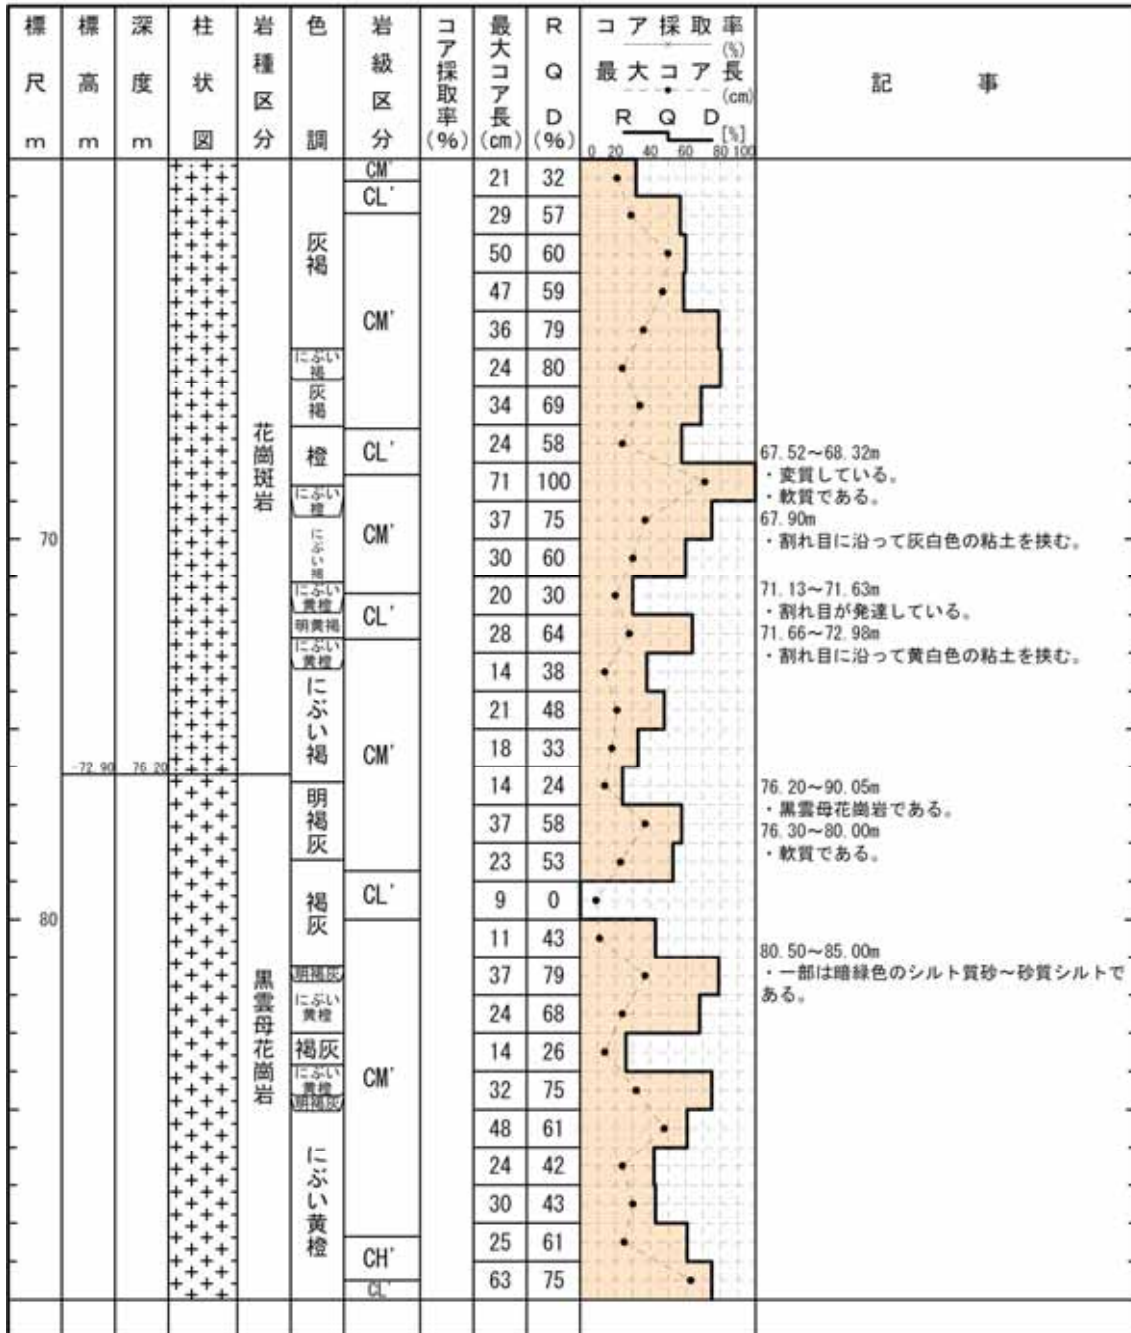 標尺m
標高m
深度m
柱状図
岩種区分
色調
岩級区分
コア採取率(%)
最大コア長(cm)
RQD(%)
コア採取率
(%)
最大コア長
(cm)
RQD
[%]
0 20 40 60 80 100
記事
CM'
21 32
CL'
29 57
灰褐
50 60
47 59
CM'
36 79
にぶい褐
24 80
灰褐
34 69
花崗斑岩
橙
CL'
24 58
67.52～68.32m
・変質している。
・軟質である。
71 100
にぶい橙
37 75
67.90m
・割れ目に沿って灰白色の粘土を挟む。
CM'
70
にぶい褐
30 60
にぶい黄橙
20 30
71.13～71.63m
・割れ目が発達している。
CL'
明黄褐
28 64
71.66～72.98m
・割れ目に沿って黄白色の粘土を挟む。
にぶい黄橙
14 38
にぶい褐
21 48
18 33
CM'
-72.90 76.20
14 24
76.20～90.05m
・黒雲母花崗岩である。
明褐灰
37 58
76.30～80.00m
・軟質である。
23 53
CL'
9 0
80
褐灰
11 43
80.50～85.00m
・一部は暗緑色のシルト質砂～砂質シルトで
ある。
明褐灰
37 79
黒雲母花崗岩
にぶい黄橙
24 68
褐灰
14 26
CM'
にぶい黄橙
32 75
明褐灰
48 61
にぶい黄橙
24 42
30 43
25 61
CH'
63 75
CL'